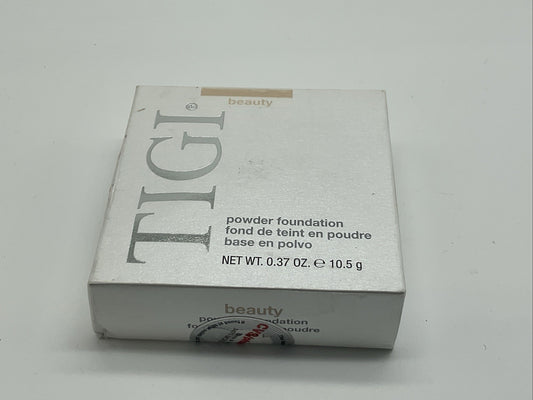 beauty
TIGI®
powder foundation
fond de teint en poudre
base en polvo
NET WT. 0.37 OZ. ℮ 10.5 g
beauty